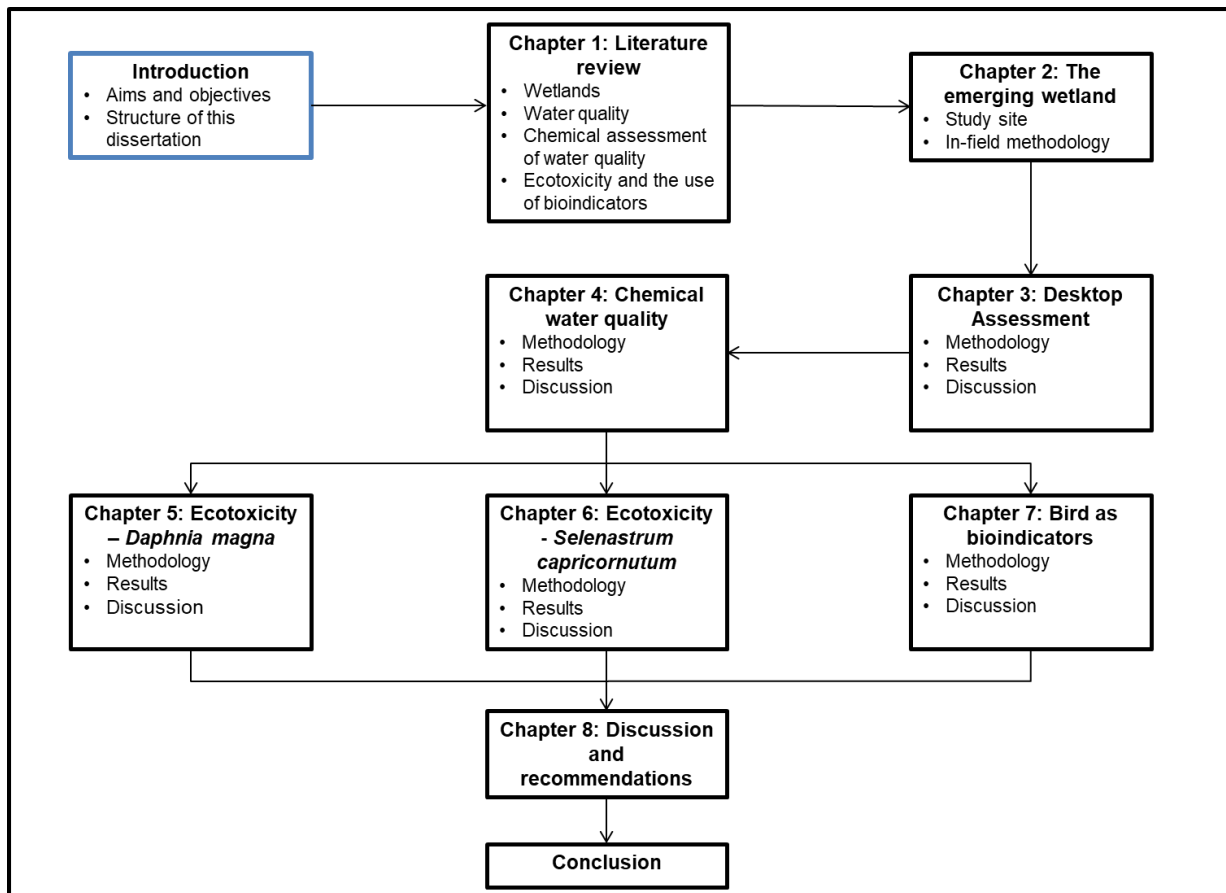 Introduction
• Aims and objectives
• Structure of this
dissertation
Chapter 1: Literature
review
• Wetlands
• Water quality
• Chemical assessment
of water quality
• Ecotoxicity and the use
of bioindicators
Chapter 2: The
emerging wetland
• Study site
• In-field methodology
Chapter 3: Desktop
Assessment
• Methodology
• Results
• Discussion
Chapter 4: Chemical
water quality
• Methodology
• Results
• Discussion
Chapter 5: Ecotoxicity
– Daphnia magna
• Methodology
• Results
• Discussion
Chapter 6: Ecotoxicity
- Selenastrum
capricornutum
• Methodology
• Results
• Discussion
Chapter 7: Bird as
bioindicators
• Methodology
• Results
• Discussion
Chapter 8: Discussion
and
recommendations
Conclusion